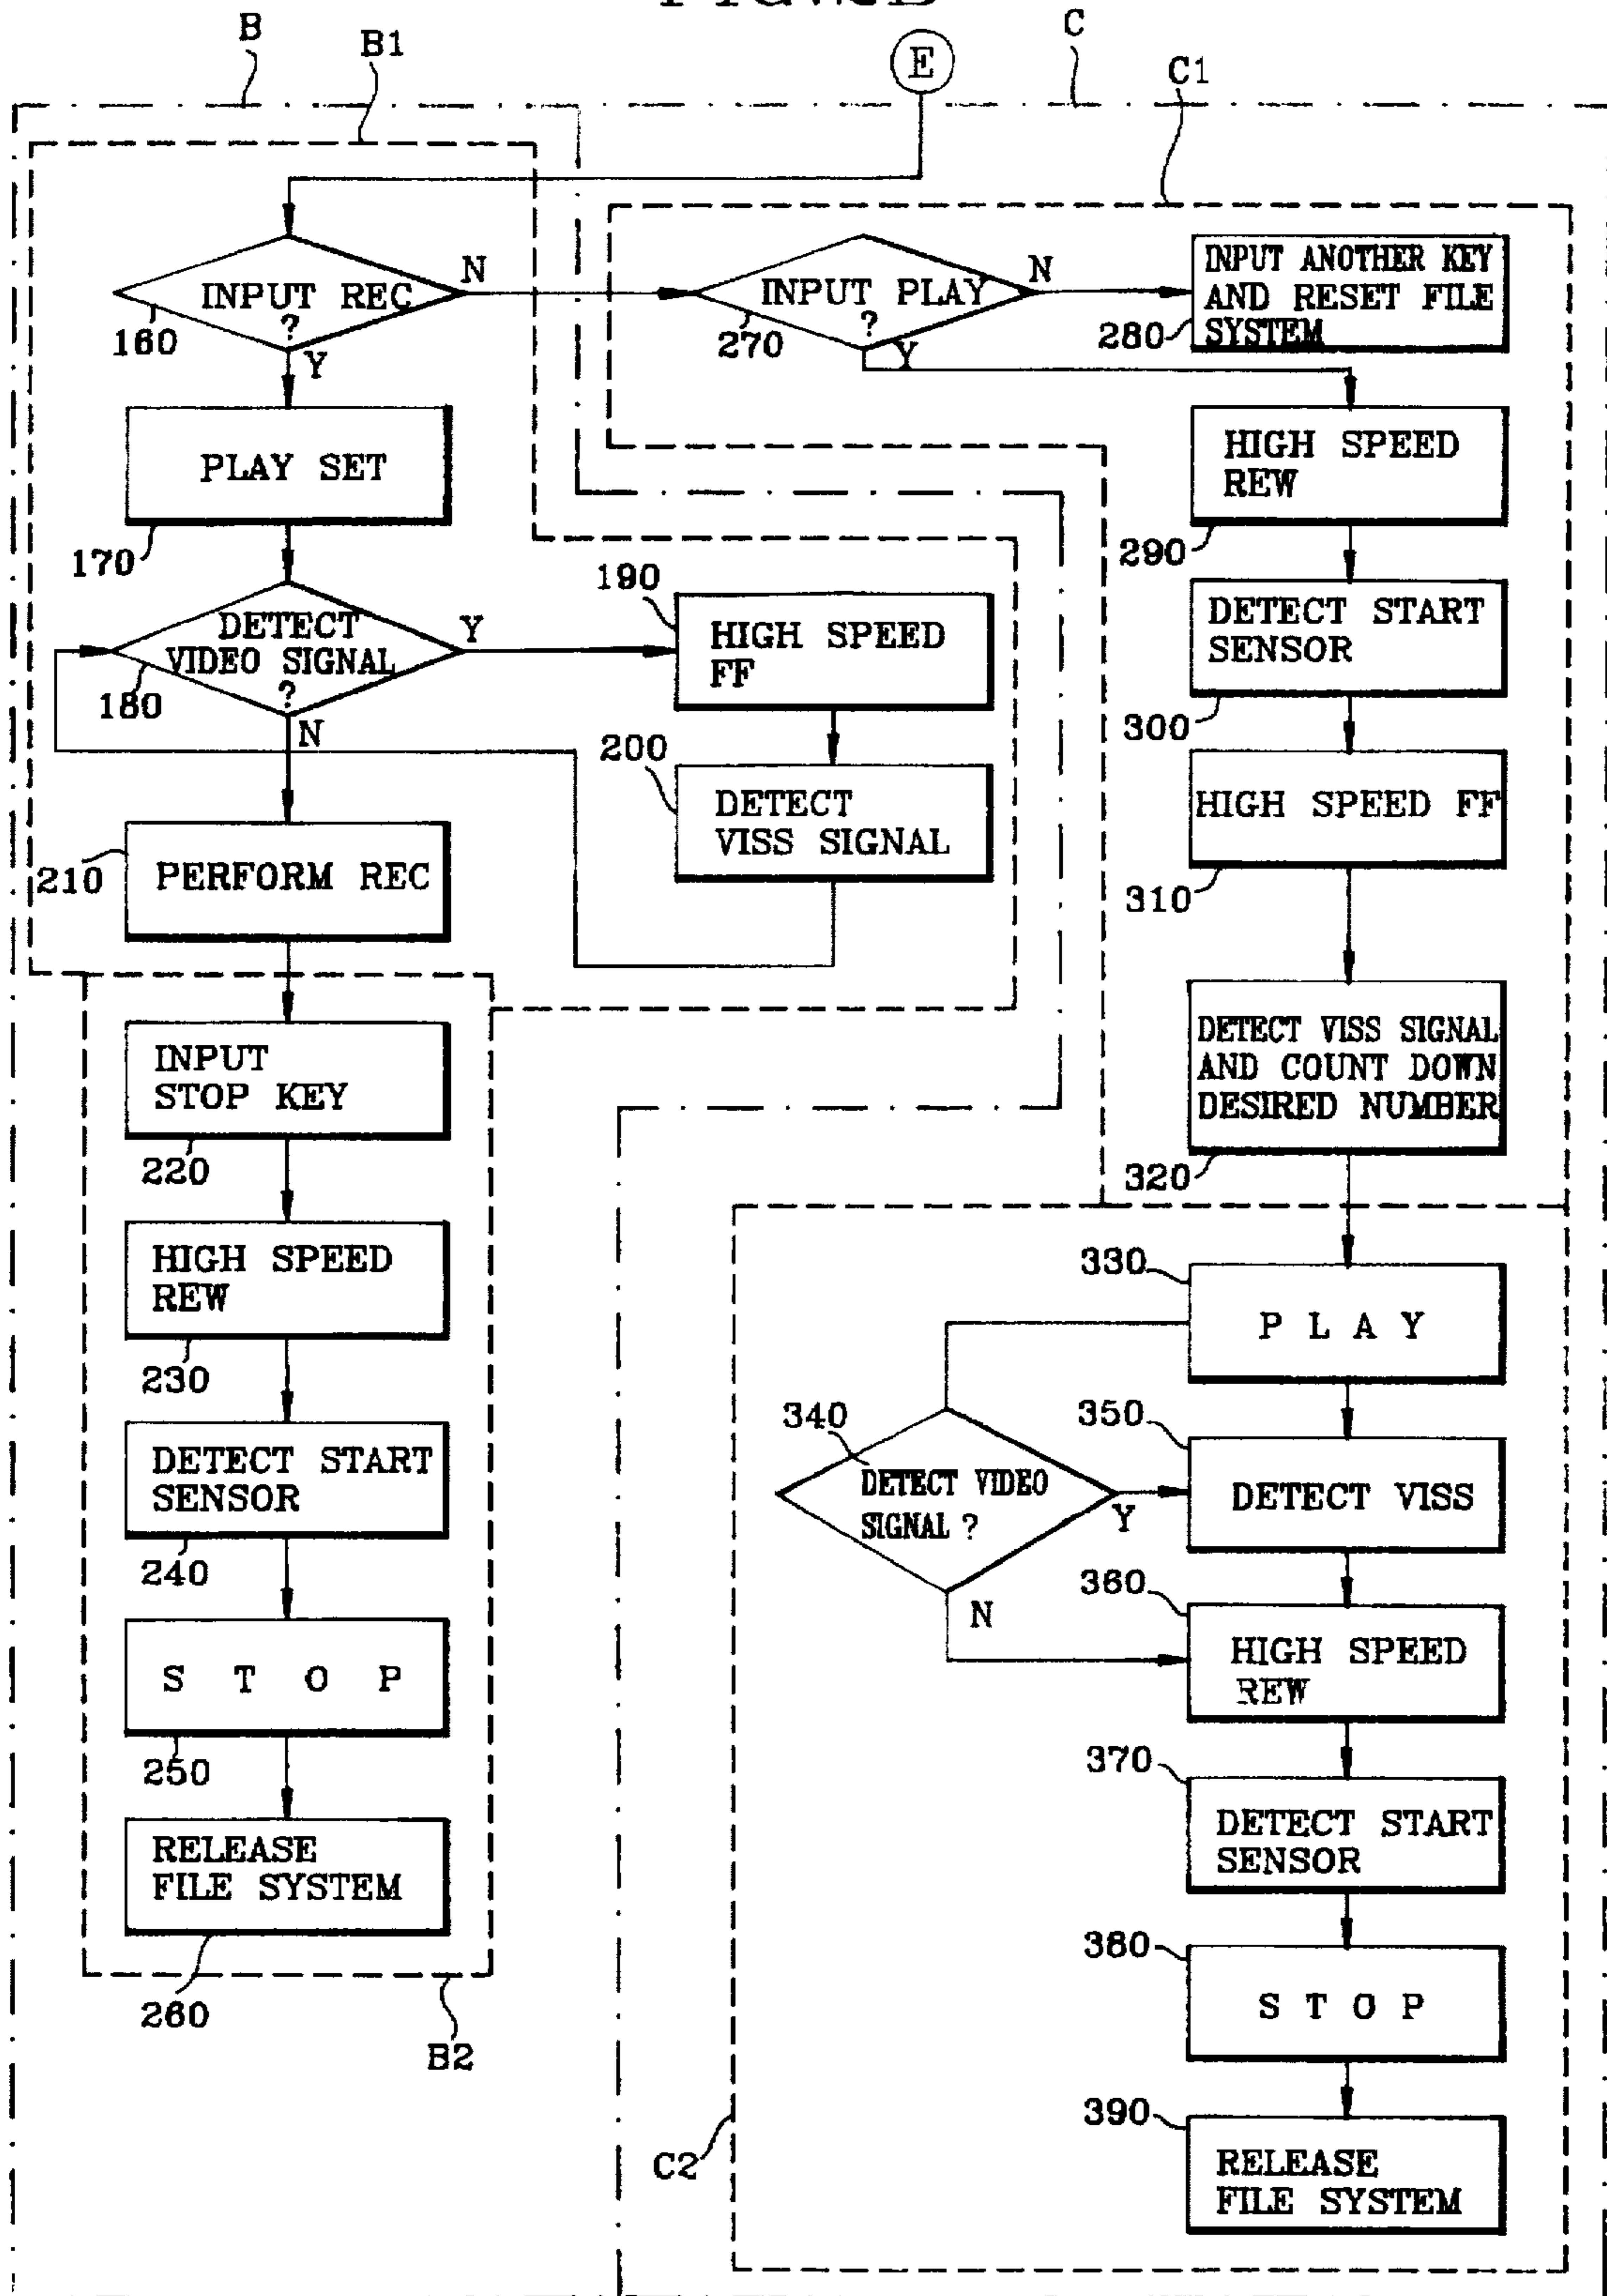 B
B1
E
C
C1
INPUT REC
?
160
N
Y
INPUT PLAY
?
270
N
Y
INPUT ANOTHER KEY
AND RESET FILE
SYSTEM
280
PLAY SET
170
HIGH SPEED
REW
290
DETECT
VIDEO SIGNAL
?
180
Y
N
190
HIGH SPEED
FF
DETECT START
SENSOR
300
200
DETECT
VISS SIGNAL
HIGH SPEED FF
310
210
PERFORM REC
INPUT
STOP KEY
220
DETECT VISS SIGNAL
AND COUNT DOWN
DESIRED NUMBER
320
HIGH SPEED
REW
230
330
P L A Y
340
DETECT VIDEO
SIGNAL ?
Y
N
350
DETECT VISS
DETECT START
SENSOR
240
360
HIGH SPEED
REW
S T O P
250
370
DETECT START
SENSOR
RELEASE
FILE SYSTEM
260
B2
380
S T O P
390
RELEASE
FILE SYSTEM
C2